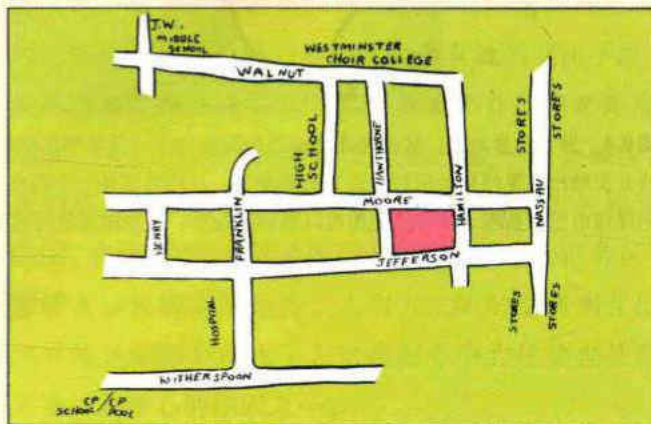 J.W.
MIDDLE
SCHOOL
WESTMINSTER
CHOIR COLLEGE
WALNUT
STORES
STORES
HIGH
SCHOOL
HAWTHORNE
HAMILTON
NASSAU
MOORE
HENRY
FRANKLIN
JEFFERSON
HOSPITAL
STORES
STORES
WITHERSPOON
CP/CP
SCHOOL POOL